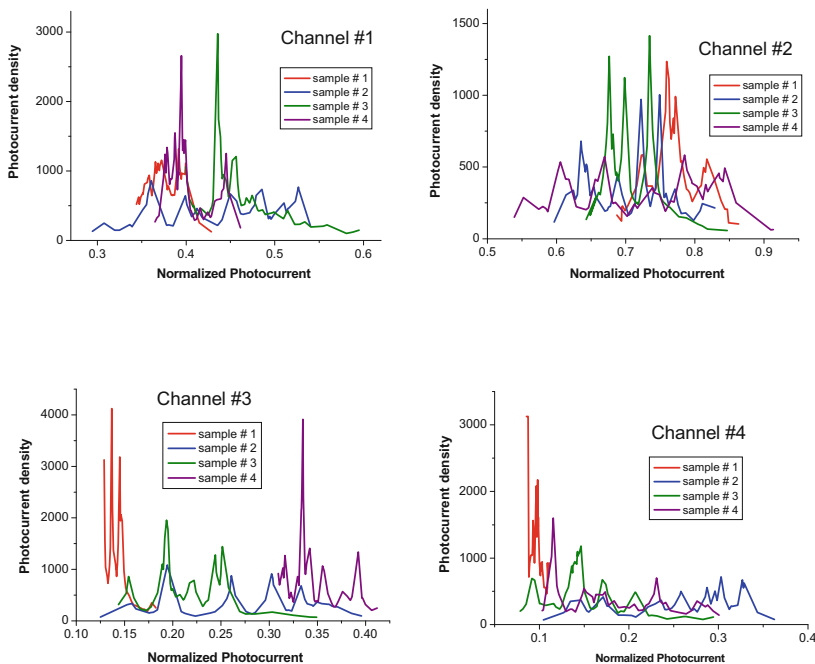 Channel #1
Photocurrent density
3000
2000
1000
0
sample # 1
sample # 2
sample # 3
sample # 4
0.3 0.4 0.5 0.6
Normalized Photocurrent
Channel #2
Photocurrent density
1500
1000
500
0
sample # 1
sample # 2
sample # 3
sample # 4
0.5 0.6 0.7 0.8 0.9
Normalized Photocurrent
Channel #3
Photocurrent density
4000
3000
2000
1000
0
sample # 1
sample # 2
sample # 3
sample # 4
0.10 0.15 0.20 0.25 0.30 0.35 0.40
Normalized Photocurrent
Channel #4
Photocurrent density
3000
2000
1000
0
sample # 1
sample # 2
sample # 3
sample # 4
0.1 0.2 0.3 0.4
Normalized Photocurrent